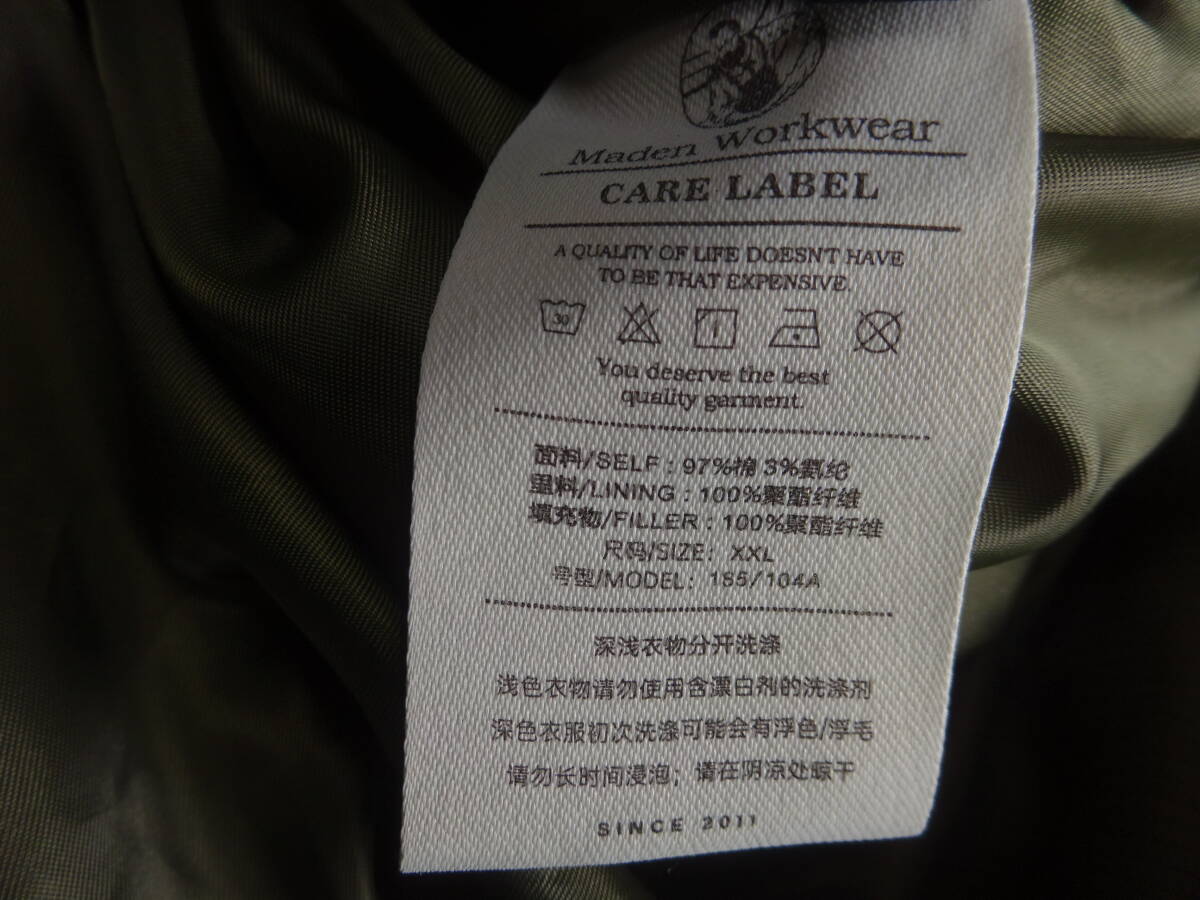 Maden Workwear
CARE LABEL
A QUALITY OF LIFE DOESN'T HAVE
TO BE THAT EXPENSIVE.
30
You deserve the best
quality garment.
面料/SELF : 97%棉 3%氨纶
里料/LINING : 100%聚酯纤维
填充物/FILLER : 100%聚酯纤维
尺码/SIZE: XXL
号型/MODEL: 185/104A
深浅衣物分开洗涤
浅色衣物请勿使用含漂白剂的洗涤剂
深色衣服初次洗涤可能会有浮色/浮毛
请勿长时间浸泡; 请在阴凉处晾干
SINCE 2011